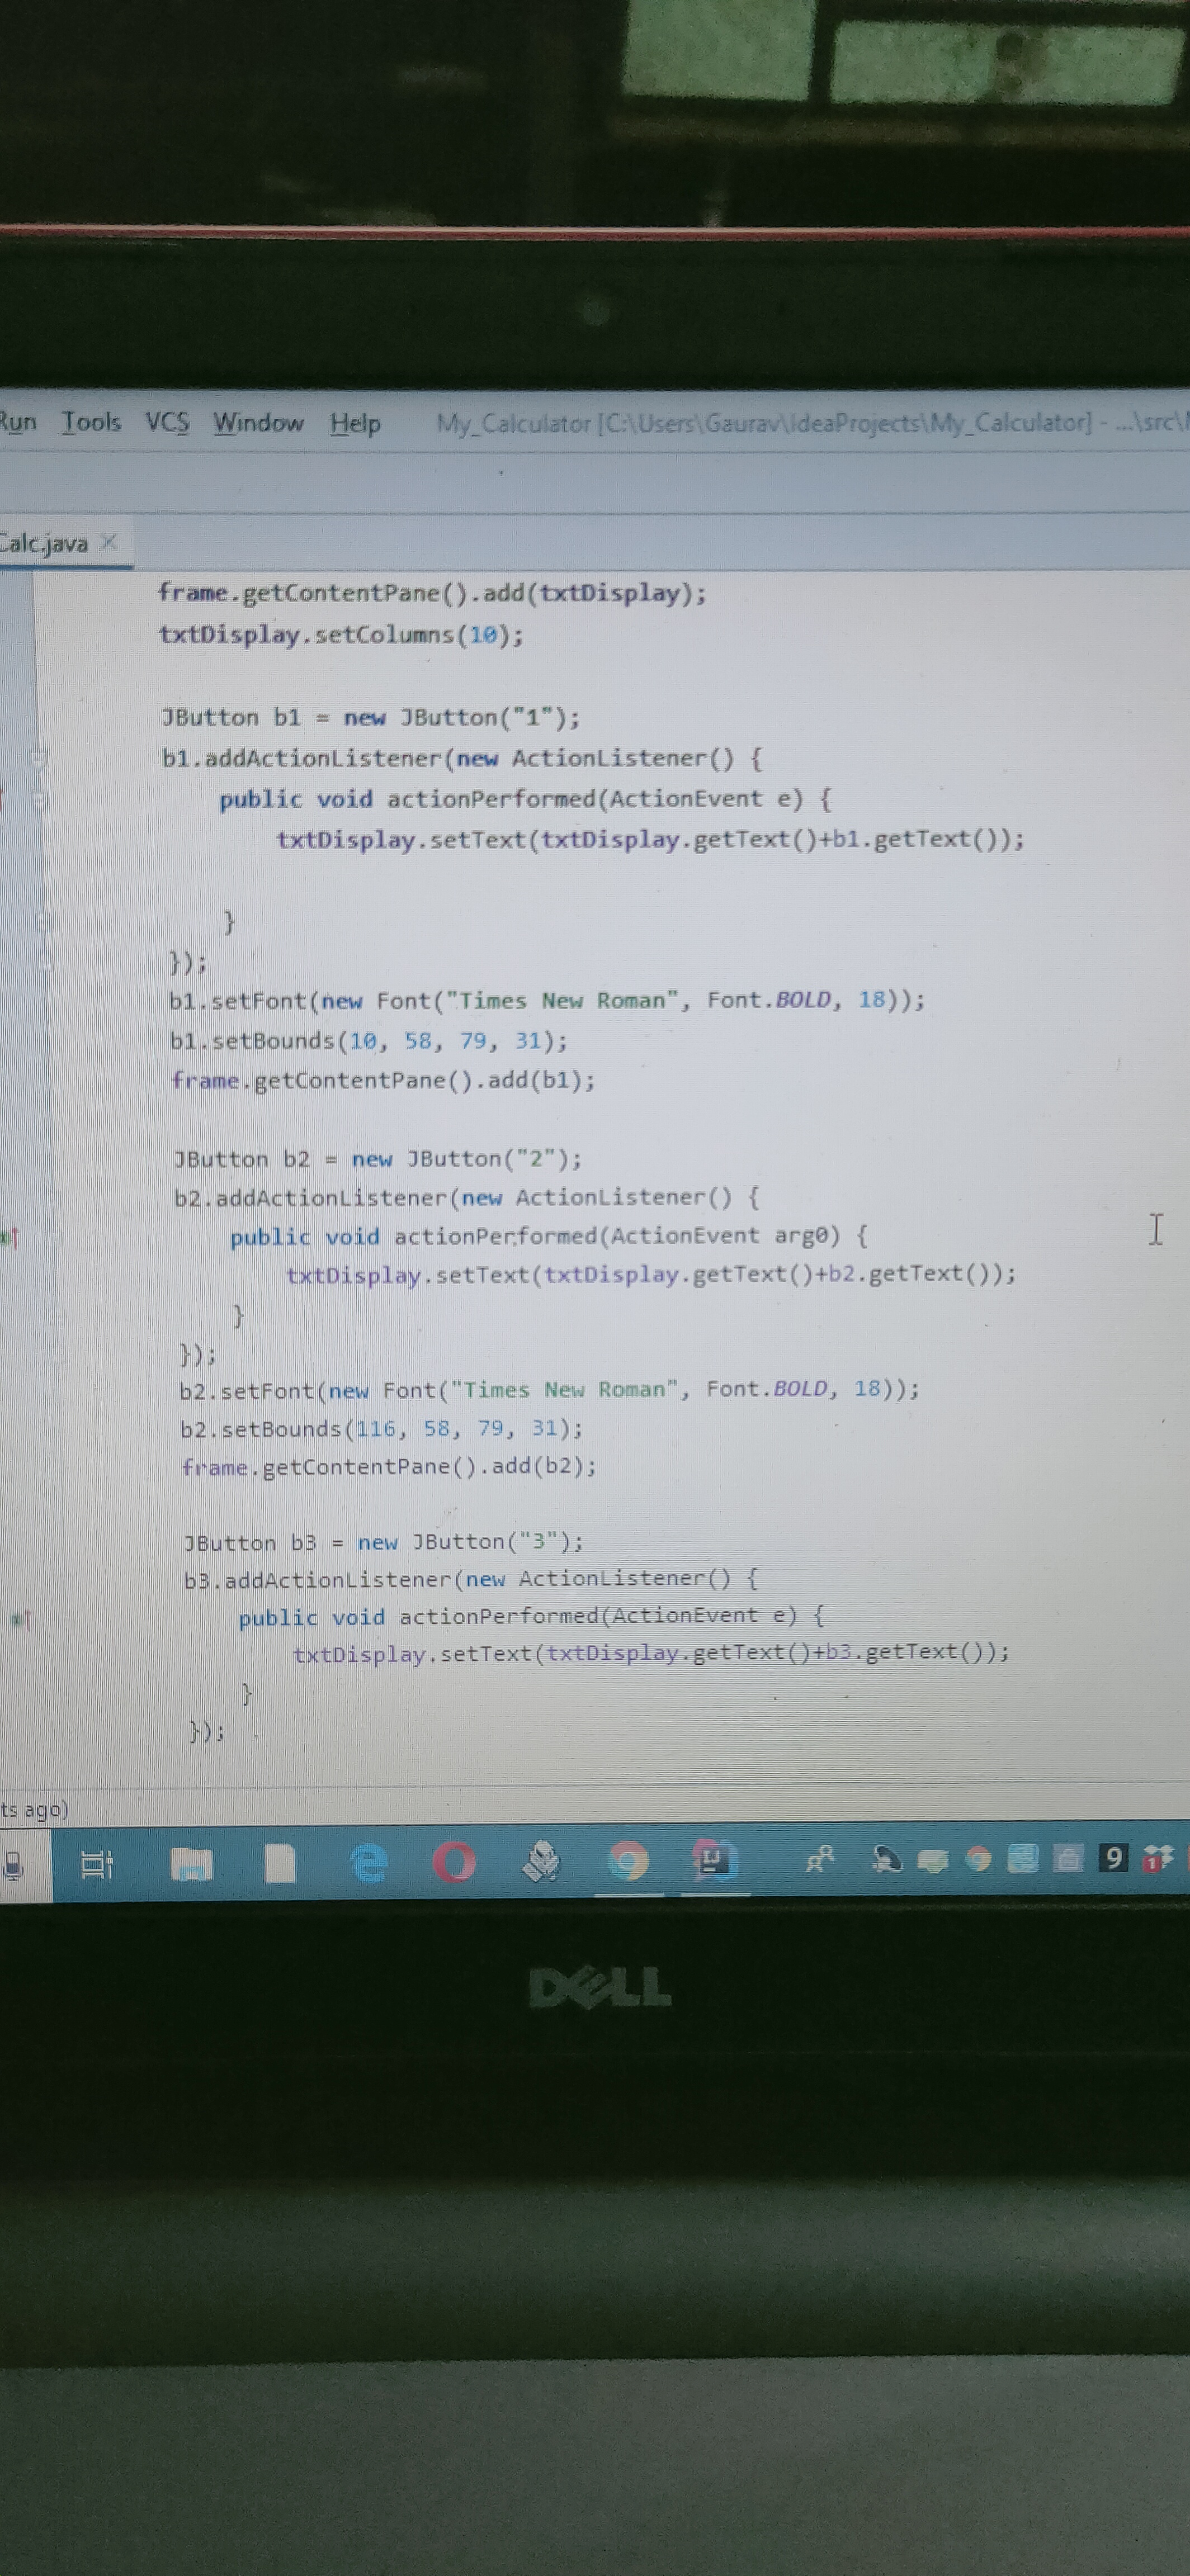 Run Tools VCS Window Help My_Calculator [C:\Users\Gaurav\IdeaProjects\My_Calculator] - ...\src\
Calc.java ×
frame.getContentPane().add(txtDisplay);
txtDisplay.setColumns(10);
JButton b1 = new JButton("1");
b1.addActionListener(new ActionListener() {
public void actionPerformed(ActionEvent e) {
txtDisplay.setText(txtDisplay.getText()+b1.getText());
}
});
b1.setFont(new Font("Times New Roman", Font.BOLD, 18));
b1.setBounds(10, 58, 79, 31);
frame.getContentPane().add(b1);
JButton b2 = new JButton("2");
b2.addActionListener(new ActionListener() {
public void actionPerformed(ActionEvent arg0) {
txtDisplay.setText(txtDisplay.getText()+b2.getText());
}
});
b2.setFont(new Font("Times New Roman", Font.BOLD, 18));
b2.setBounds(116, 58, 79, 31);
frame.getContentPane().add(b2);
JButton b3 = new JButton("3");
b3.addActionListener(new ActionListener() {
public void actionPerformed(ActionEvent e) {
txtDisplay.setText(txtDisplay.getText()+b3.getText());
}
});
ts ago)
IJ 9 1
DELL